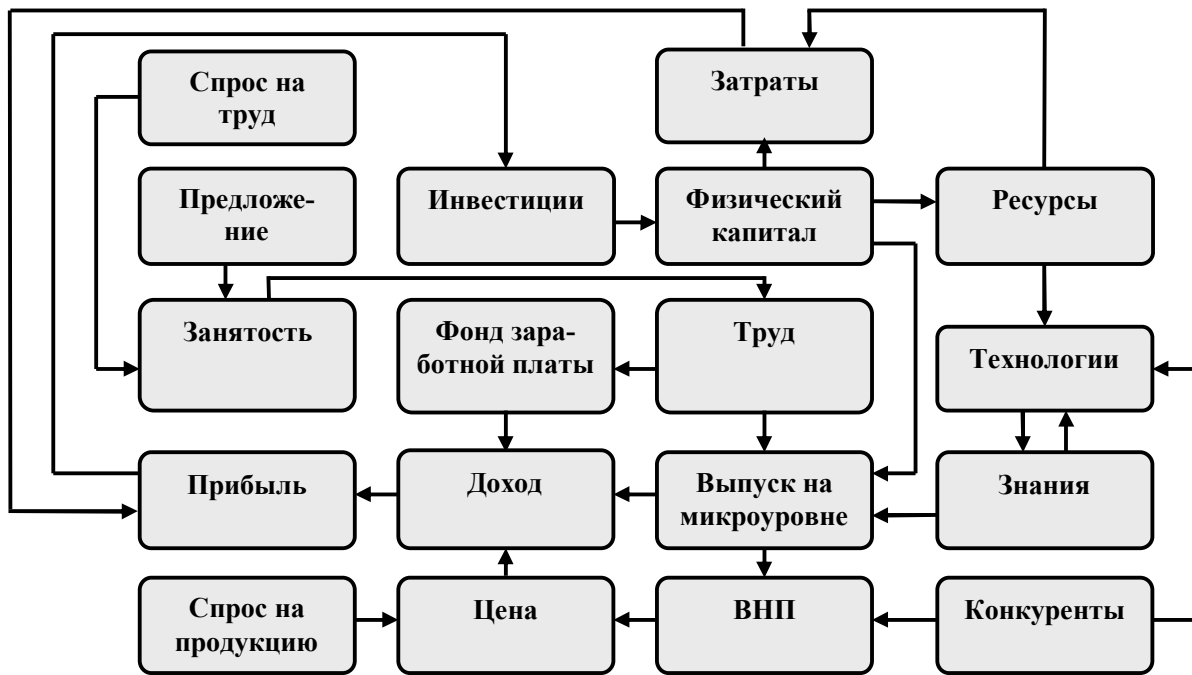 Спрос на
труд
Затраты
Предложе-
ние
Инвестиции
Физический
капитал
Ресурсы
Занятость
Фонд зара-
ботной платы
Труд
Технологии
Прибыль
Доход
Выпуск на
микроуровне
Знания
Спрос на
продукцию
Цена
ВНП
Конкуренты